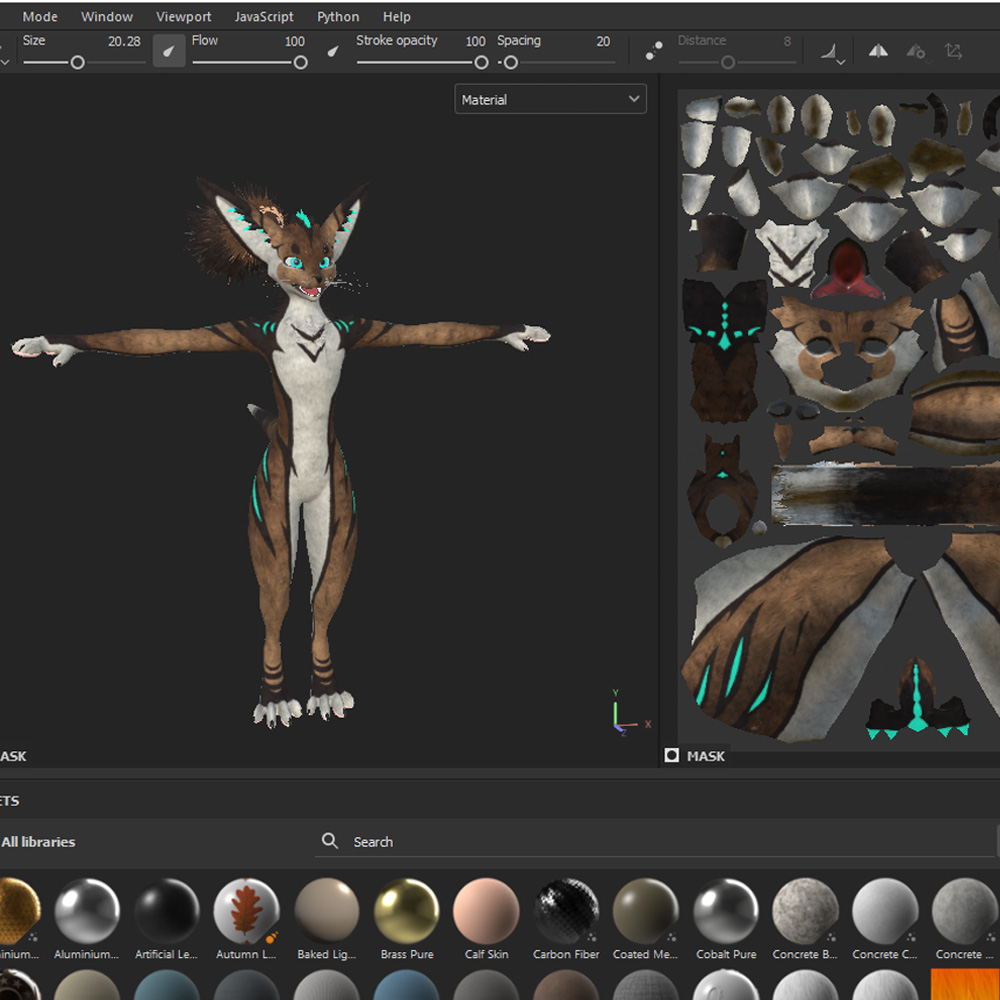 Mode Window Viewport JavaScript Python Help
Size 20.28 Flow 100 Stroke opacity 100 Spacing 20 Distance 8
Material
Y
X
Z
ASK
MASK
ETS
All libraries
Search
inium... Aluminium... Artificial Le... Autumn L... Baked Lig... Brass Pure Calf Skin Carbon Fiber Coated Me... Cobalt Pure Concrete B... Concrete C... Concrete ...